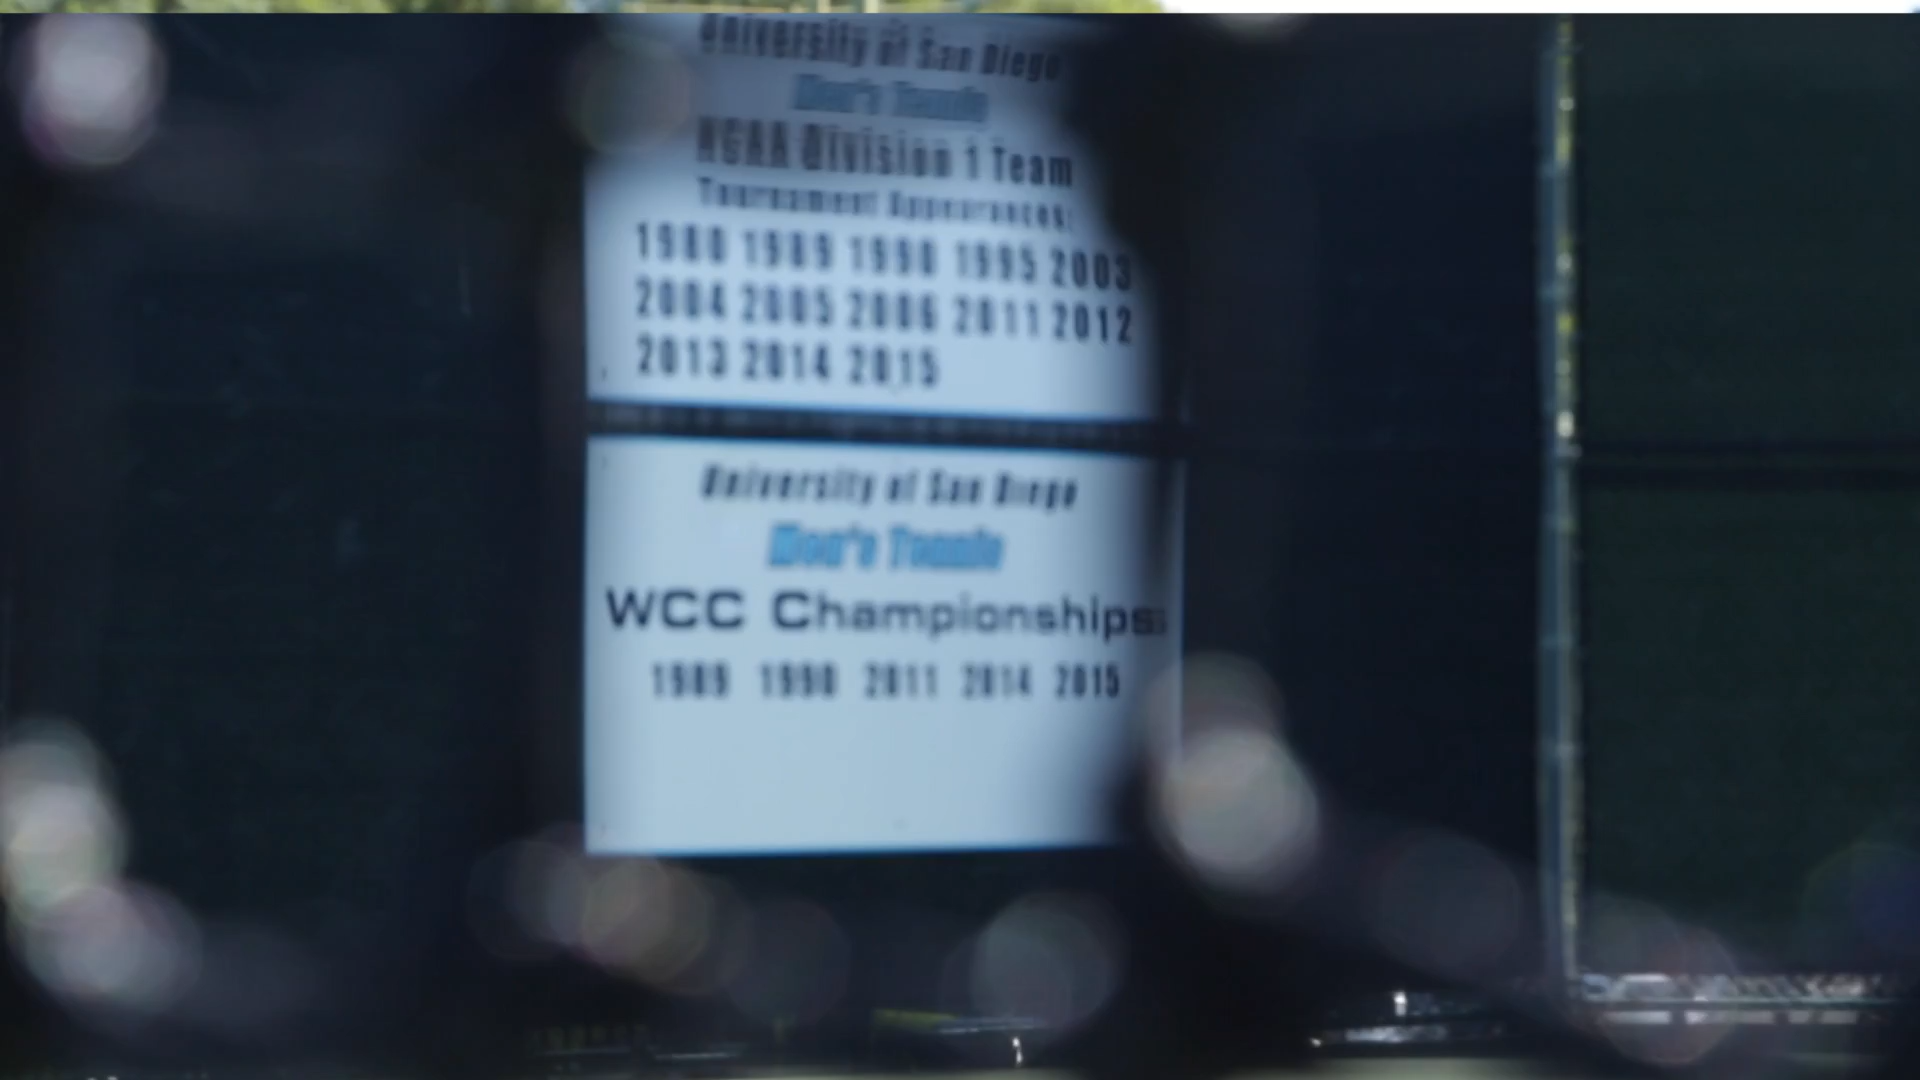 University of San Diego
Men's Tennis
NCAA Division 1 Team
Tournament Appearances:
1980 1989 1990 1995 2003
2004 2005 2006 2011 2012
2013 2014 2015
University of San Diego
Men's Tennis
WCC Championships:
1989 1990 2011 2014 2015